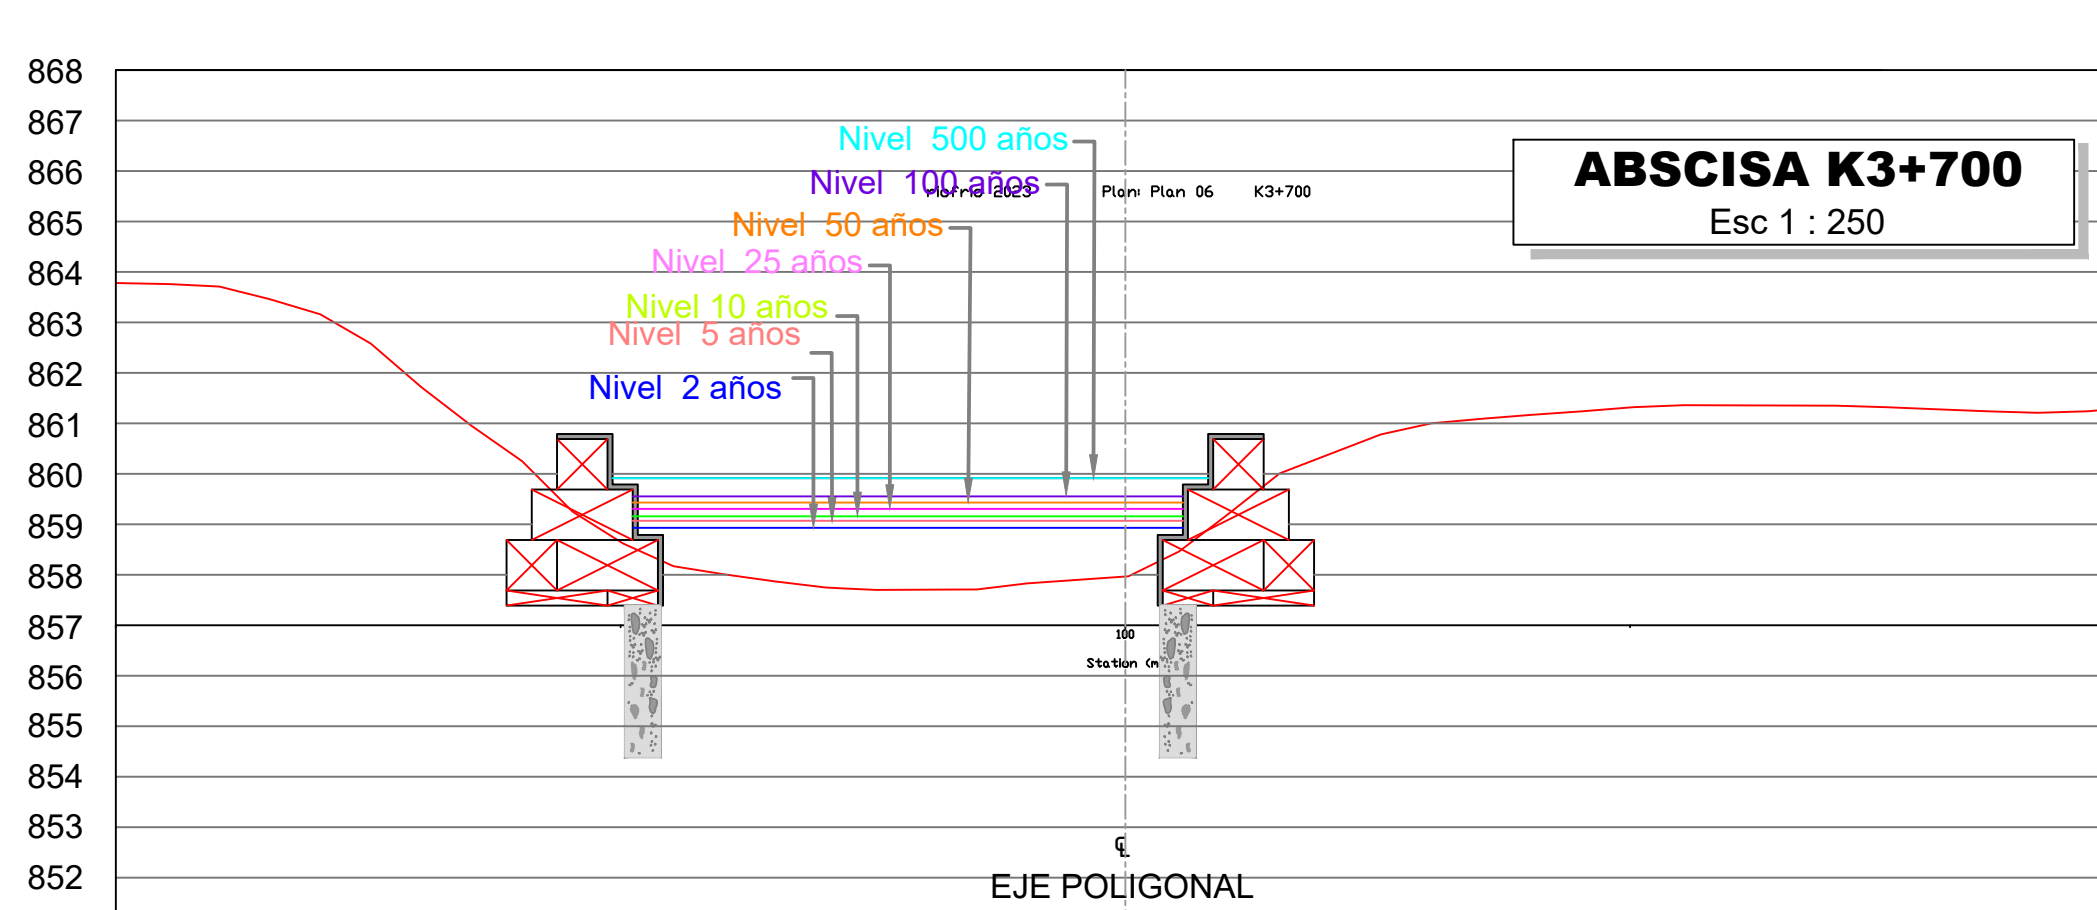 868
867
866
865
864
863
862
861
860
859
858
857
856
855
854
853
852
Nivel 500 años
Nivel 100 años
riofrio 2023 Plan: Plan 06 K3+700
Nivel 50 años
Nivel 25 años
Nivel 10 años
Nivel 5 años
Nivel 2 años
ABSCISA K3+700
Esc 1 : 250
100
Station (m
℄
EJE POLIGONAL